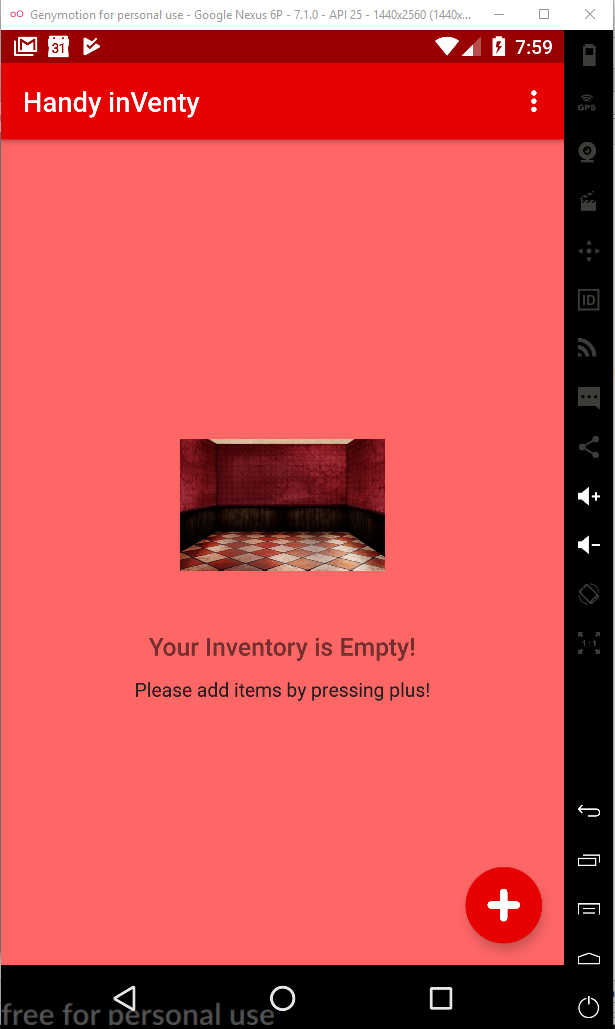 Genymotion for personal use - Google Nexus 6P - 7.1.0 - API 25 - 1440x2560 (1440x...
31
7:59
Handy inVenty
GPS
ID
1:1
Your Inventory is Empty!
Please add items by pressing plus!
free for personal use